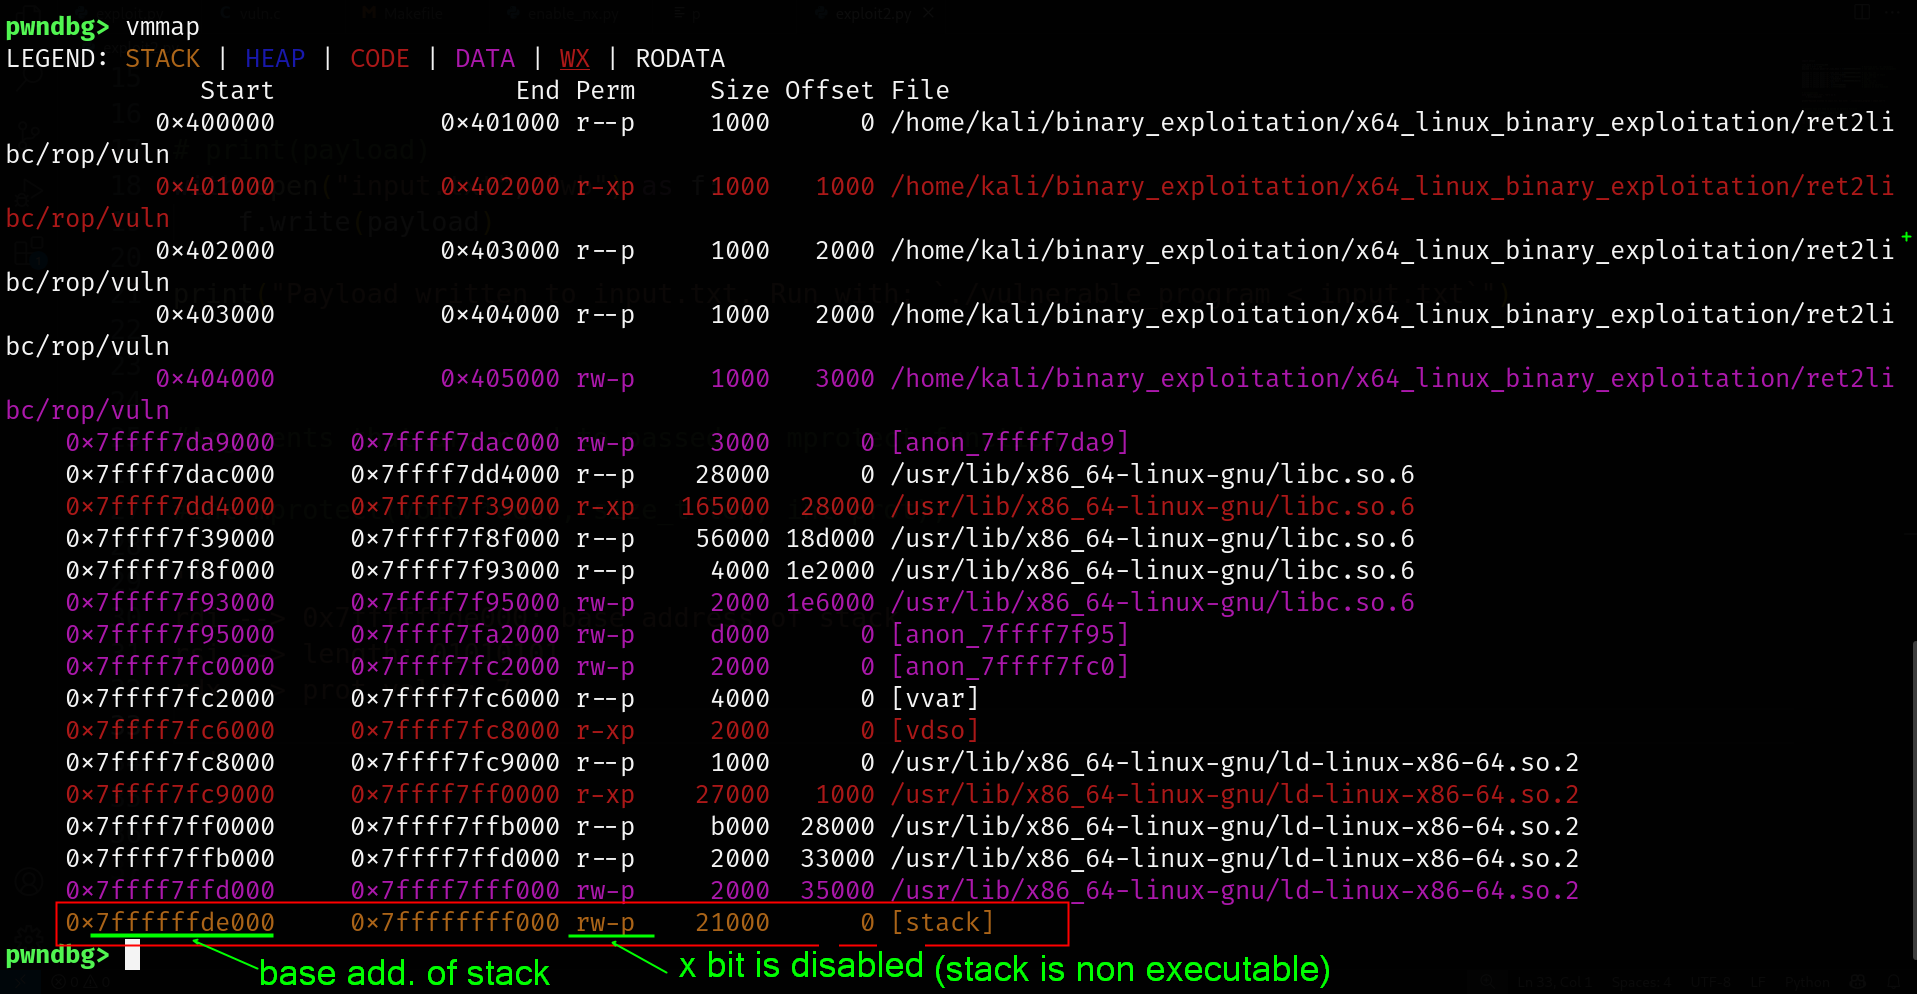 pwndbg> vmmap
LEGEND: STACK | HEAP | CODE | DATA | WX | RODATA
Start End Perm Size Offset File
0x400000 0x401000 r--p 1000 0 /home/kali/binary_exploitation/x64_linux_binary_exploitation/ret2li
bc/rop/vuln
0x401000 0x402000 r-xp 1000 1000 /home/kali/binary_exploitation/x64_linux_binary_exploitation/ret2li
bc/rop/vuln
0x402000 0x403000 r--p 1000 2000 /home/kali/binary_exploitation/x64_linux_binary_exploitation/ret2li
bc/rop/vuln
0x403000 0x404000 r--p 1000 2000 /home/kali/binary_exploitation/x64_linux_binary_exploitation/ret2li
bc/rop/vuln
0x404000 0x405000 rw-p 1000 3000 /home/kali/binary_exploitation/x64_linux_binary_exploitation/ret2li
bc/rop/vuln
0x7ffff7da9000 0x7ffff7dac000 rw-p 3000 0 [anon_7ffff7da9]
0x7ffff7dac000 0x7ffff7dd4000 r--p 28000 0 /usr/lib/x86_64-linux-gnu/libc.so.6
0x7ffff7dd4000 0x7ffff7f39000 r-xp 165000 28000 /usr/lib/x86_64-linux-gnu/libc.so.6
0x7ffff7f39000 0x7ffff7f8f000 r--p 56000 18d000 /usr/lib/x86_64-linux-gnu/libc.so.6
0x7ffff7f8f000 0x7ffff7f93000 r--p 4000 1e2000 /usr/lib/x86_64-linux-gnu/libc.so.6
0x7ffff7f93000 0x7ffff7f95000 rw-p 2000 1e6000 /usr/lib/x86_64-linux-gnu/libc.so.6
0x7ffff7f95000 0x7ffff7fa2000 rw-p d000 0 [anon_7ffff7f95]
0x7ffff7fc0000 0x7ffff7fc2000 rw-p 2000 0 [anon_7ffff7fc0]
0x7ffff7fc2000 0x7ffff7fc6000 r--p 4000 0 [vvar]
0x7ffff7fc6000 0x7ffff7fc8000 r-xp 2000 0 [vdso]
0x7ffff7fc8000 0x7ffff7fc9000 r--p 1000 0 /usr/lib/x86_64-linux-gnu/ld-linux-x86-64.so.2
0x7ffff7fc9000 0x7ffff7ff0000 r-xp 27000 1000 /usr/lib/x86_64-linux-gnu/ld-linux-x86-64.so.2
0x7ffff7ff0000 0x7ffff7ffb000 r--p b000 28000 /usr/lib/x86_64-linux-gnu/ld-linux-x86-64.so.2
0x7ffff7ffb000 0x7ffff7ffd000 r--p 2000 33000 /usr/lib/x86_64-linux-gnu/ld-linux-x86-64.so.2
0x7ffff7ffd000 0x7ffff7fff000 rw-p 2000 35000 /usr/lib/x86_64-linux-gnu/ld-linux-x86-64.so.2
0x7ffffffde000 0x7ffffffff000 rw-p 21000 0 [stack]
pwndbg>
base add. of stack
x bit is disabled (stack is non executable)